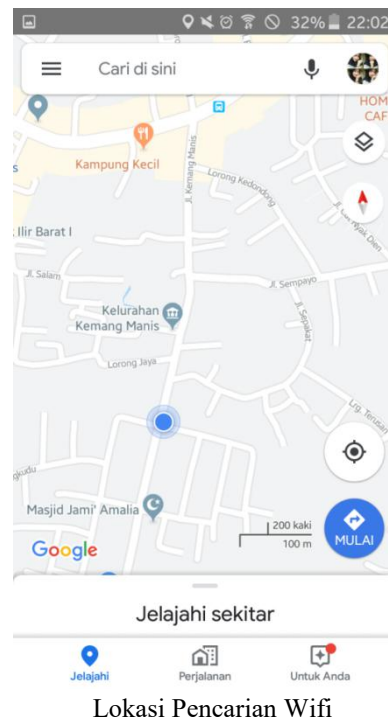 32% 22:02
Cari di sini
HOM
CAF
Kampung Kecil
Jl. Kemang Manis
Lorong Kedondong
Ilir Barat I
Jl. Salam
Jl. Sempayo
Kelurahan
Kemang Manis
Jl. Sepakat
Lorong Jaya
Lrg. Terusan
Masjid Jami' Amalia
200 kaki
100 m
MULAI
Google
Jelajahi sekitar
Jelajahi
Perjalanan
Untuk Anda
Lokasi Pencarian Wifi